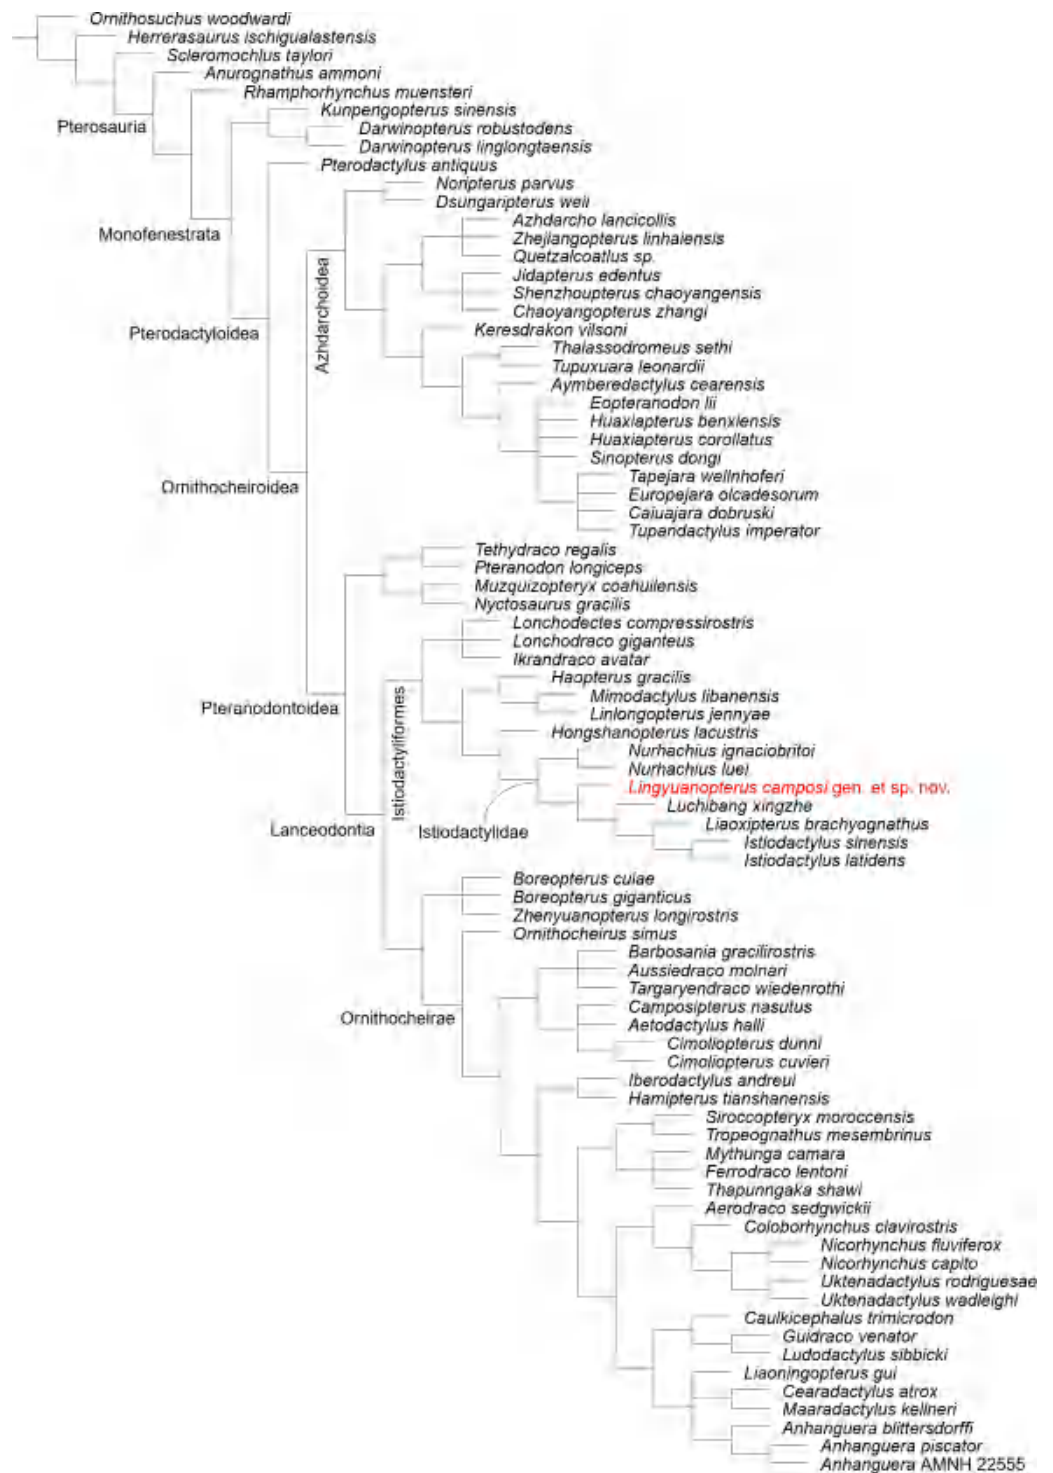 Ornithosuchus woodwardi
Herrerasaurus ischigualastensis
Scleromochlus taylori
Anurognathus ammoni
Rhamphorhynchus muensteri
Kunpengopterus sinensis
Pterosauria
Darwinopterus robustodens
Darwinopterus linglongtaensis
Pterodactylus antiquus
Noripterus parvus
Dsungaripterus weii
Azhdarcho lancicollis
Monofenestrata
Zhejiangopterus linhaiensis
Quetzalcoatlus sp.
Jidapterus edentus
Shenzhoupterus chaoyangensis
Chaoyangopterus zhangi
Azhdarchoidea
Pterodactyloidea
Keresdrakon vilsoni
Thalassodromeus sethi
Tupuxuara leonardii
Aymberedactylus cearensis
Eopteranodon lii
Huaxiapterus benxiensis
Huaxiapterus corollatus
Sinopterus dongi
Tapejara wellnhoferi
Ornithocheiroidea
Europejara olcadesorum
Caiuajara dobruski
Tupandactylus imperator
Tethydraco regalis
Pteranodon longiceps
Muzquizopteryx coahuilensis
Nyctosaurus gracilis
Lonchodectes compressirostris
Lonchodraco giganteus
Ikrandraco avatar
Haopterus gracilis
Mimodactylus libanensis
Pteranodontoidea
Linlongopterus jennyae
Hongshanopterus lacustris
Istiodactyliformes
Nurhachius ignaciobritoi
Nurhachius luei
Lingyuanopterus camposi gen. et sp. nov.
Luchibang xingzhe
Liaoxipterus brachyognathus
Lanceodontia
Istiodactylidae
Istiodactylus sinensis
Istiodactylus latidens
Boreopterus cuiae
Boreopterus giganticus
Zhenyuanopterus longirostris
Ornithocheirus simus
Barbosania gracilirostris
Aussiedraco molnari
Targaryendraco wiedenrothi
Camposipterus nasutus
Ornithocheirae
Aetodactylus halli
Cimoliopterus dunni
Cimoliopterus cuvieri
Iberodactylus andreui
Hamipterus tianshanensis
Siroccopteryx moroccensis
Tropeognathus mesembrinus
Mythunga camara
Ferrodraco lentoni
Thapunngaka shawi
Aerodraco sedgwickii
Coloborhynchus clavirostris
Nicorhynchus fluviferox
Nicorhynchus capito
Uktenadactylus rodriguesae
Uktenadactylus wadleighi
Caulkicephalus trimicrodon
Guidraco venator
Ludodactylus sibbicki
Liaoningopterus gui
Cearadactylus atrox
Maaradactylus kellneri
Anhanguera blittersdorffi
Anhanguera piscator
Anhanguera AMNH 22555